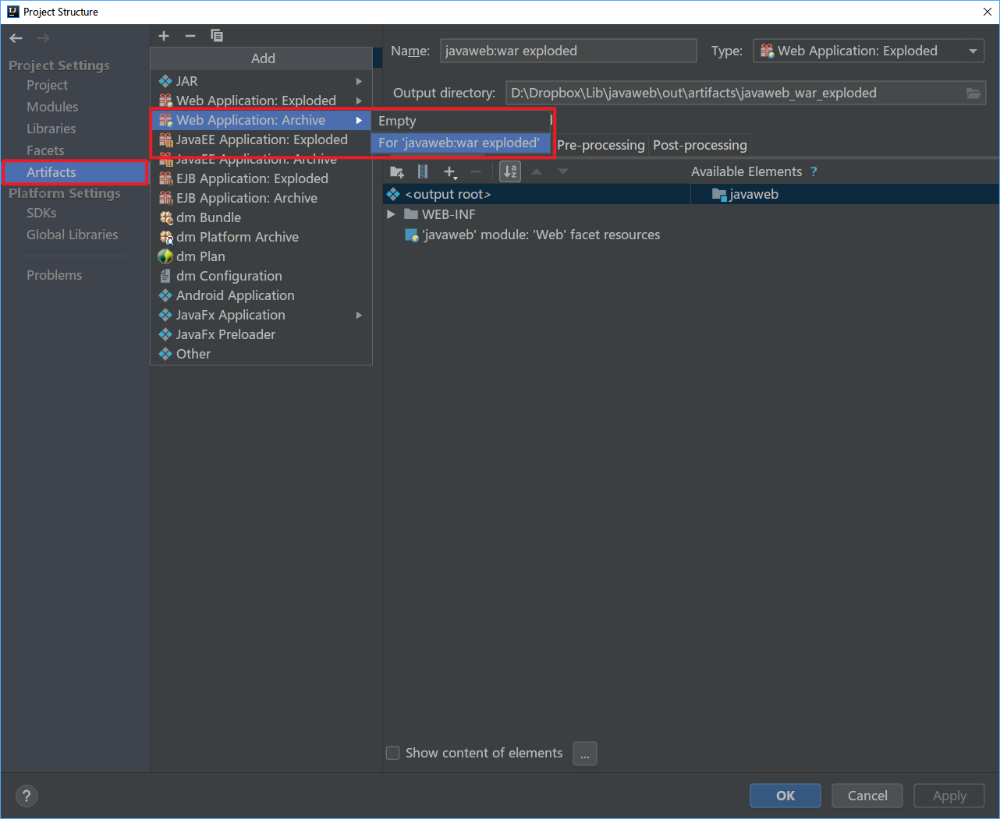 Project Structure
Project Settings
Project
Modules
Libraries
Facets
Artifacts
Platform Settings
SDKs
Global Libraries
Problems
Add
JAR
Web Application: Exploded
Web Application: Archive
JavaEE Application: Exploded
JavaEE Application: Archive
EJB Application: Exploded
EJB Application: Archive
dm Bundle
dm Platform Archive
dm Plan
dm Configuration
Android Application
JavaFx Application
JavaFx Preloader
Other
Empty
For 'javaweb:war exploded'
Name: javaweb:war exploded Type: Web Application: Exploded
Output directory: D:\Dropbox\Lib\javaweb\out\artifacts\javaweb_war_exploded
Pre-processing Post-processing
Available Elements ?
<output root> javaweb
WEB-INF
'javaweb' module: 'Web' facet resources
Show content of elements ...
? OK Cancel Apply